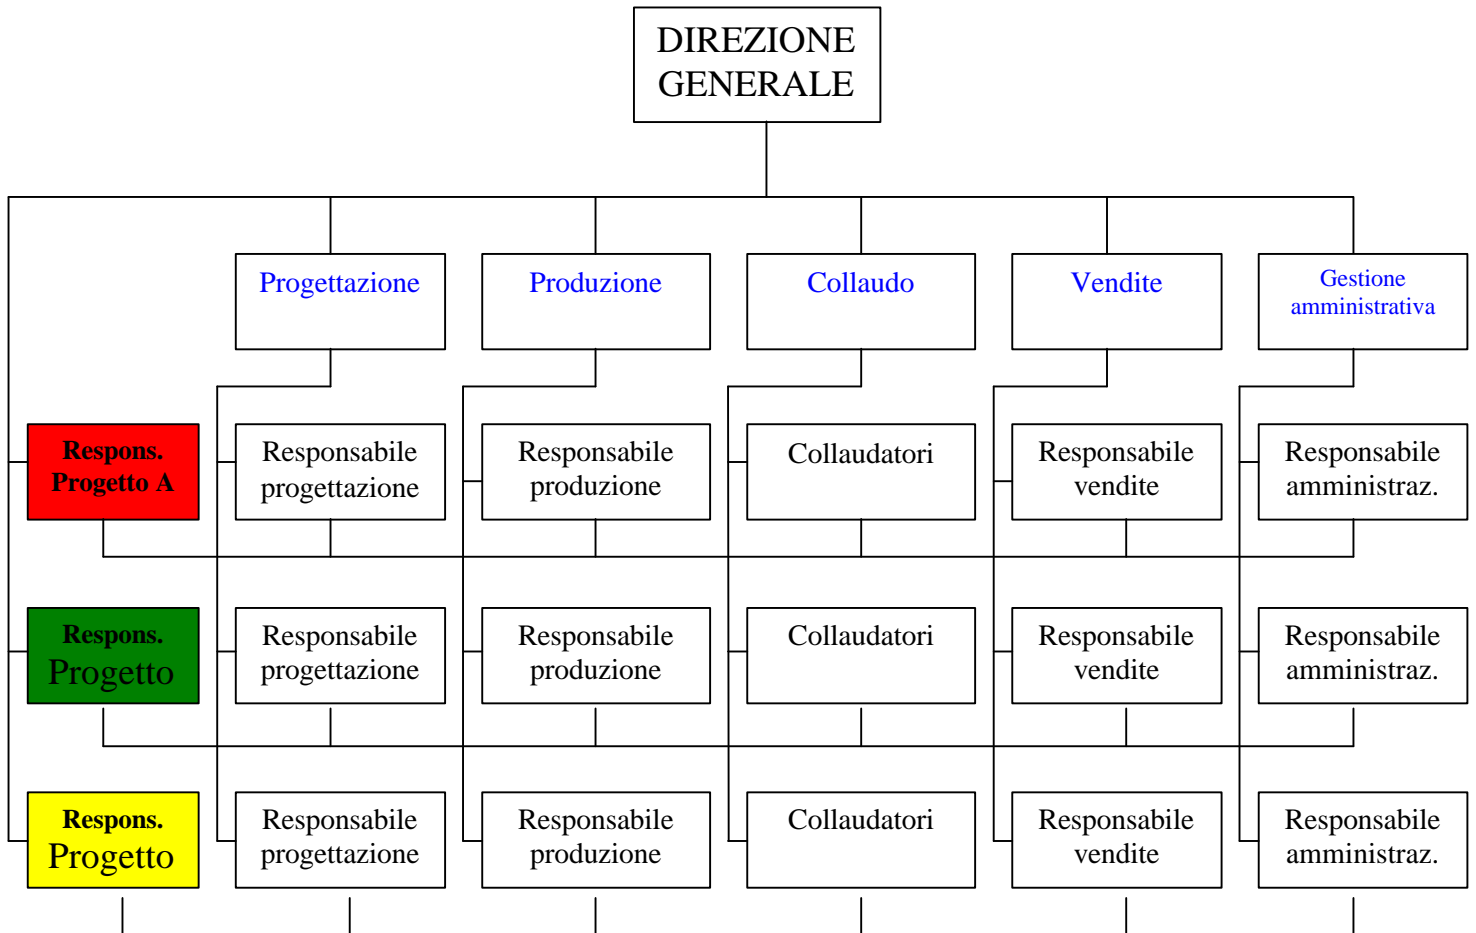 DIREZIONE
GENERALE
Progettazione
Produzione
Collaudo
Vendite
Gestione
amministrativa
Respons.
Progetto A
Responsabile
progettazione
Responsabile
produzione
Collaudatori
Responsabile
vendite
Responsabile
amministraz.
Respons.
Progetto
Responsabile
progettazione
Responsabile
produzione
Collaudatori
Responsabile
vendite
Responsabile
amministraz.
Respons.
Progetto
Responsabile
progettazione
Responsabile
produzione
Collaudatori
Responsabile
vendite
Responsabile
amministraz.